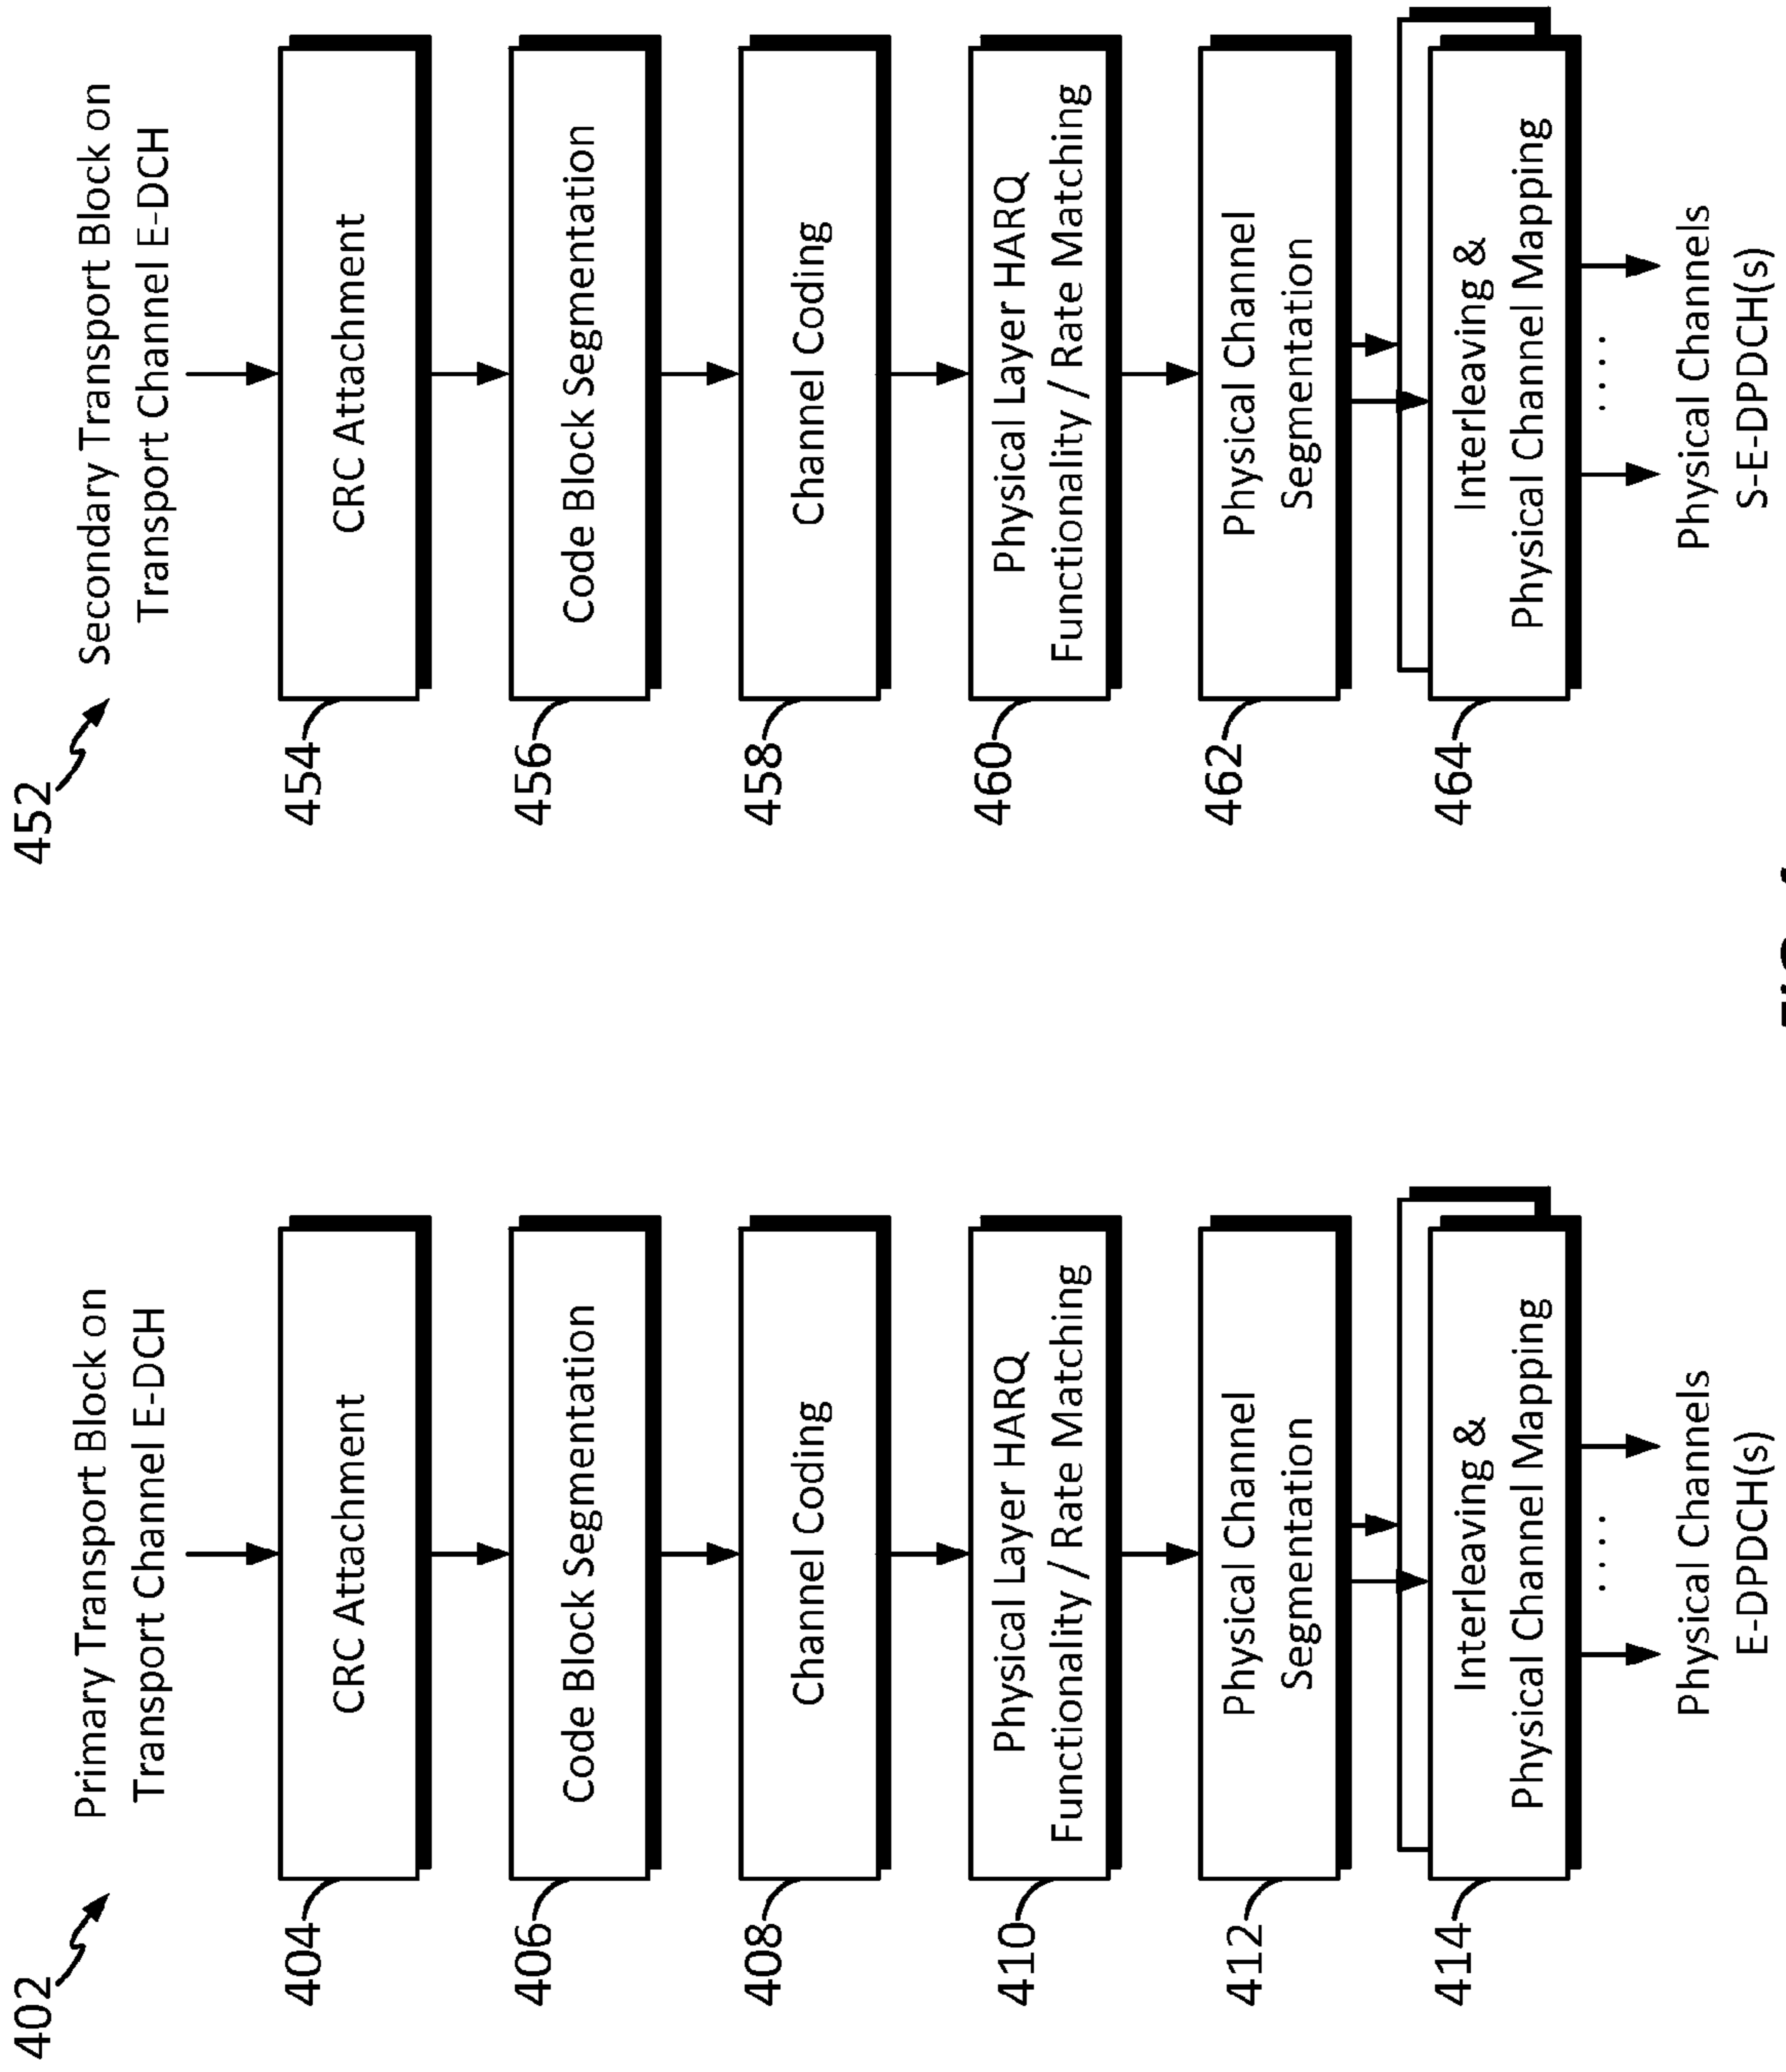 402
Primary Transport Block on
Transport Channel E-DCH
404
CRC Attachment
406
Code Block Segmentation
408
Channel Coding
410
Physical Layer HARQ
Functionality / Rate Matching
412
Physical Channel
Segmentation
414
Interleaving &
Physical Channel Mapping
. . . .
Physical Channels
E-DPDCH(s)
452
Secondary Transport Block on
Transport Channel E-DCH
454
CRC Attachment
456
Code Block Segmentation
458
Channel Coding
460
Physical Layer HARQ
Functionality / Rate Matching
462
Physical Channel
Segmentation
464
Interleaving &
Physical Channel Mapping
. . . .
Physical Channels
S-E-DPDCH(s)